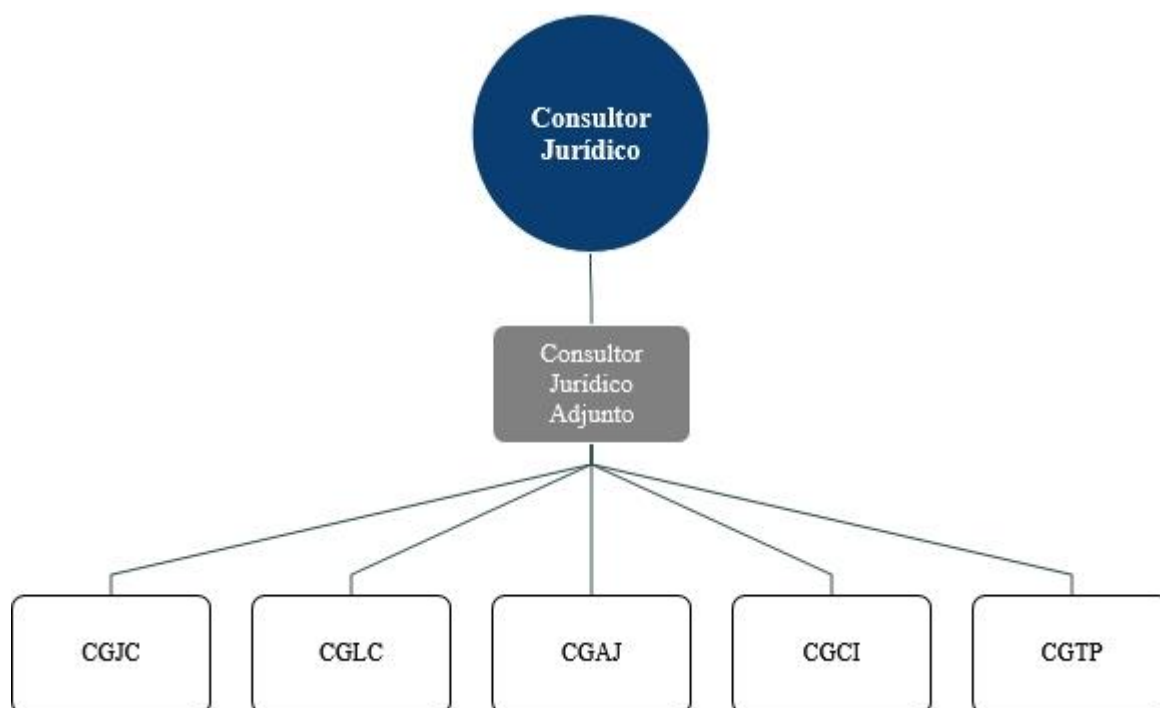 Consultor
Jurídico
Consultor
Jurídico
Adjunto
CGJC
CGLC
CGAJ
CGCI
CGTP